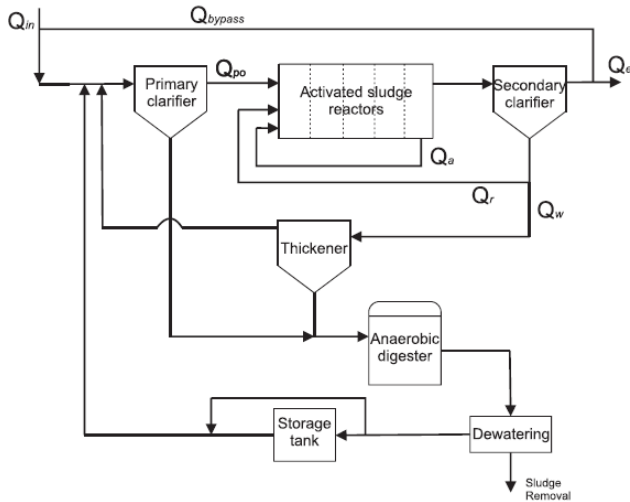 Qin
Qbypass
Qe
Primary
clarifier
Qpo
Activated sludge
reactors
Secondary
clarifier
Qa
Qr
Qw
Thickener
Anaerobic
digester
Storage
tank
Dewatering
Sludge
Removal